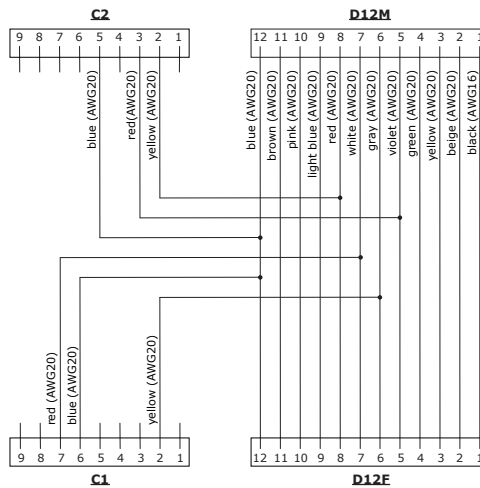 C2
D12M
9 8 7 6 5 4 3 2 1
12 11 10 9 8 7 6 5 4 3 2 1
blue (AWG20)
red(AWG20)
yellow (AWG20)
blue (AWG20)
brown (AWG20)
pink (AWG20)
light blue (AWG20)
red (AWG20)
white (AWG20)
gray (AWG20)
violet (AWG20)
green (AWG20)
yellow (AWG20)
beige (AWG20)
black (AWG16)
red (AWG20)
blue (AWG20)
yellow (AWG20)
9 8 7 6 5 4 3 2 1
12 11 10 9 8 7 6 5 4 3 2 1
C1
D12F